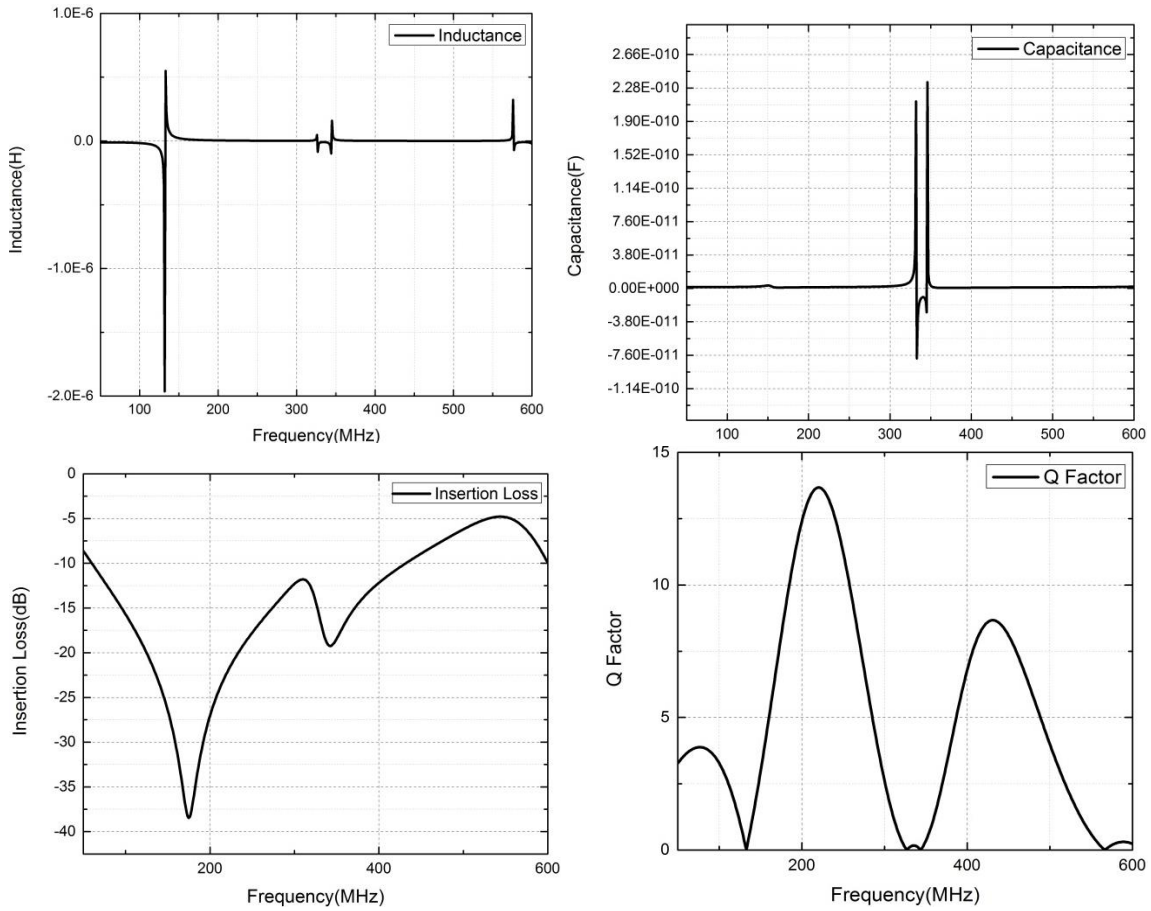 1.0E-6
0.0
-1.0E-6
-2.0E-6
Inductance(H)
Inductance
100 200 300 400 500 600
Frequency(MHz)
2.66E-010
2.28E-010
1.90E-010
1.52E-010
1.14E-010
7.60E-011
3.80E-011
0.00E+000
-3.80E-011
-7.60E-011
-1.14E-010
Capacitance(F)
Capacitance
100 200 300 400 500 600
Frequency(MHz)
0
-5
-10
-15
-20
-25
-30
-35
-40
Insertion Loss(dB)
Insertion Loss
200 400 600
Frequency(MHz)
15
10
5
0
Q Factor
Q Factor
200 400 600
Frequency(MHz)